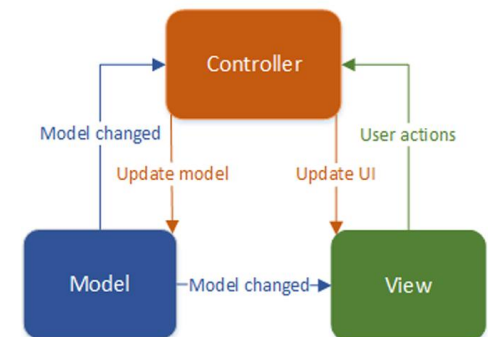 Controller
Model changed
User actions
Update model
Update UI
Model
Model changed
View